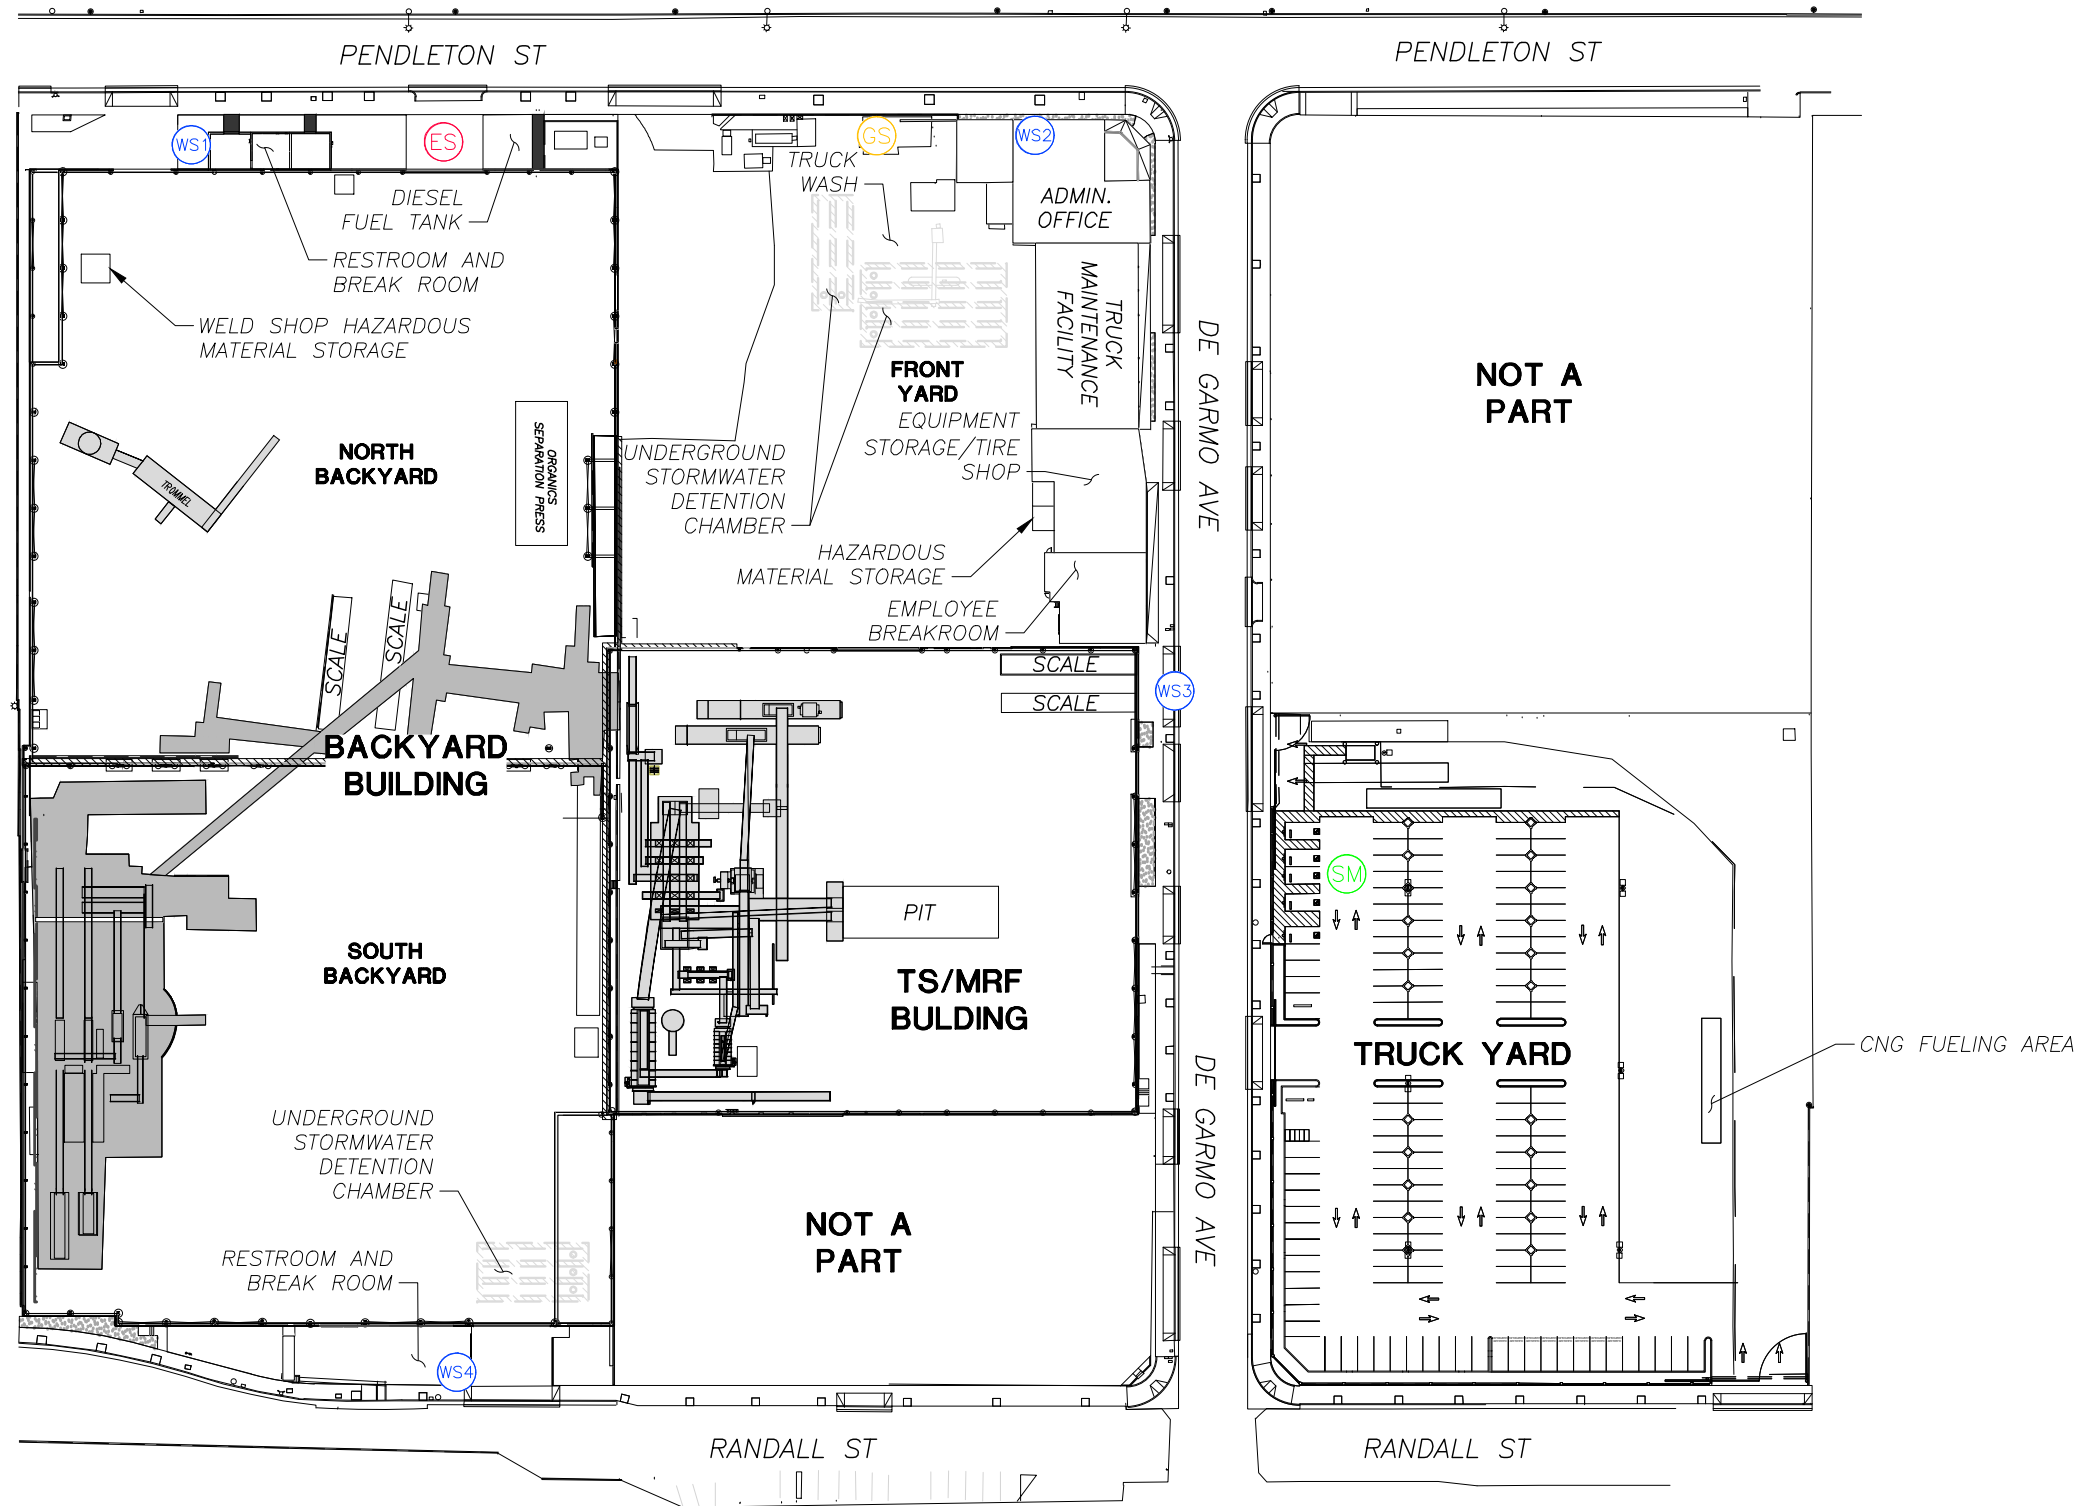 PENDLETON ST
PENDLETON ST
WS1
ES
GS
WS2
TRUCK
WASH
DIESEL
FUEL TANK
ADMIN.
OFFICE
RESTROOM AND
BREAK ROOM
WELD SHOP HAZARDOUS
MATERIAL STORAGE
TRUCK
MAINTENANCE
FACILITY
DE GARMO AVE
FRONT
YARD
NOT A
PART
EQUIPMENT
STORAGE/TIRE
SHOP
NORTH
BACKYARD
TROMMEL
ORGANICS
SEPARATION PRESS
UNDERGROUND
STORMWATER
DETENTION
CHAMBER
HAZARDOUS
MATERIAL STORAGE
EMPLOYEE
BREAKROOM
SCALE
SCALE
SCALE
SCALE
WS3
BACKYARD
BUILDING
SM
PIT
SOUTH
BACKYARD
TS/MRF
BULDING
TRUCK YARD
CNG FUELING AREA
DE GARMO AVE
UNDERGROUND
STORMWATER
DETENTION
CHAMBER
NOT A
PART
RESTROOM AND
BREAK ROOM
WS4
RANDALL ST
RANDALL ST